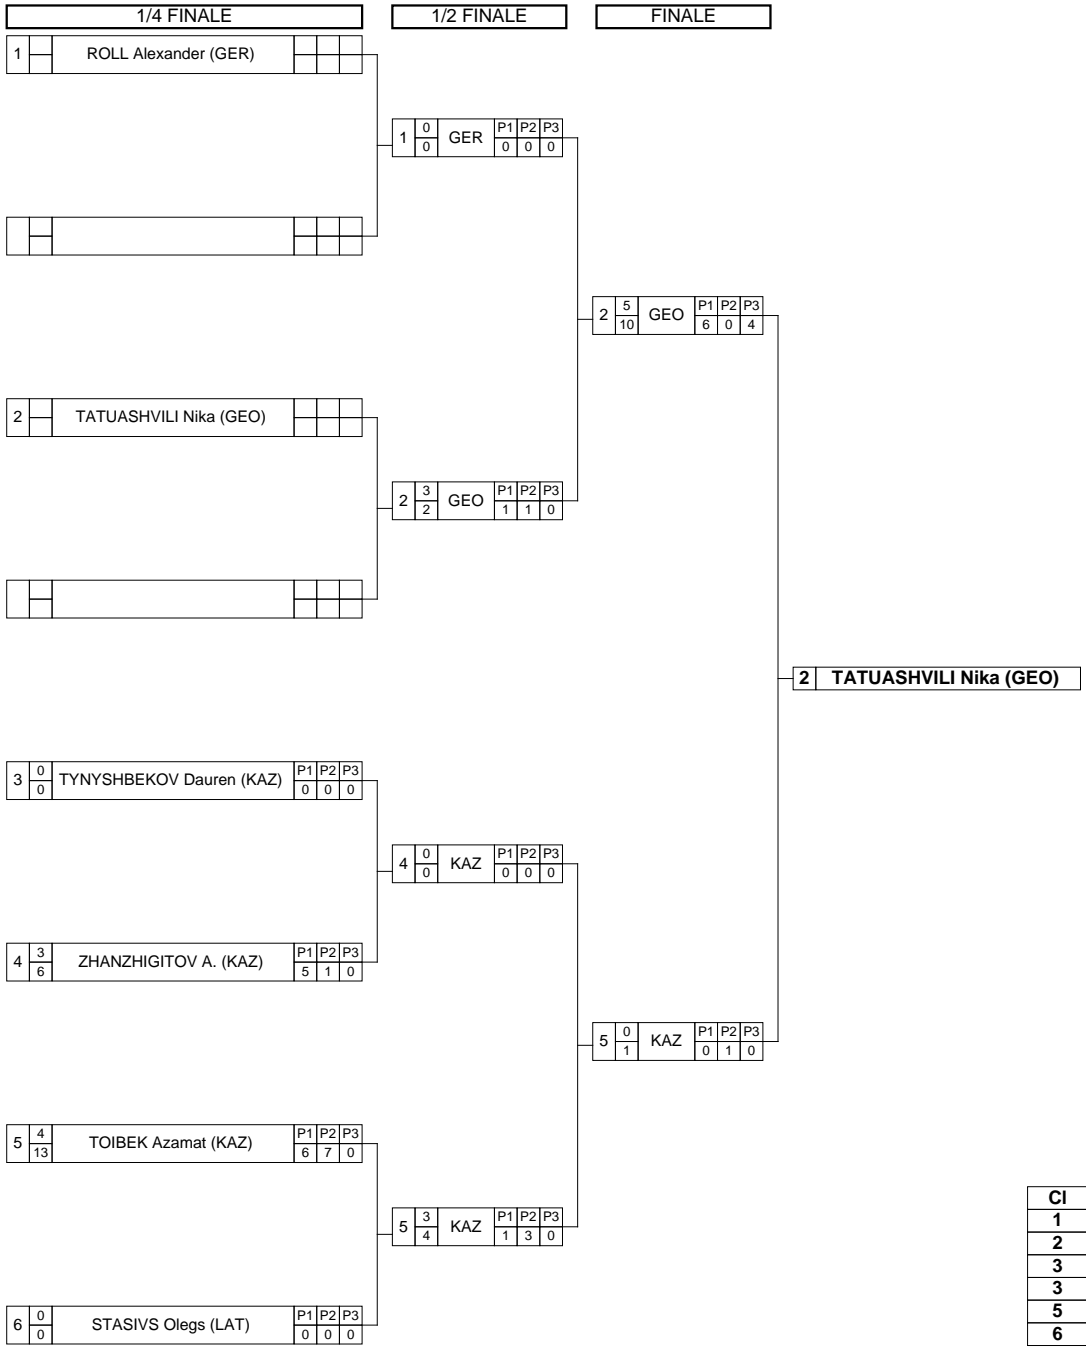 1/4 FINALE 1/2 FINALE FINALE
1 ROLL Alexander (GER)
1 0 0 GER P1 P2 P3 0 0 0
2 5 10 GEO P1 P2 P3 6 0 4
2 TATUASHVILI Nika (GEO)
2 3 2 GEO P1 P2 P3 1 1 0
2 TATUASHVILI Nika (GEO)
3 0 0 TYNYSHBEKOV Dauren (KAZ) P1 P2 P3 0 0 0
4 0 0 KAZ P1 P2 P3 0 0 0
4 3 6 ZHANZHIGITOV A. (KAZ) P1 P2 P3 5 1 0
5 0 1 KAZ P1 P2 P3 0 1 0
5 4 13 TOIBEK Azamat (KAZ) P1 P2 P3 6 7 0
5 3 4 KAZ P1 P2 P3 1 3 0
6 0 0 STASIVS Olegs (LAT) P1 P2 P3 0 0 0
Cl
1
2
3
3
5
6